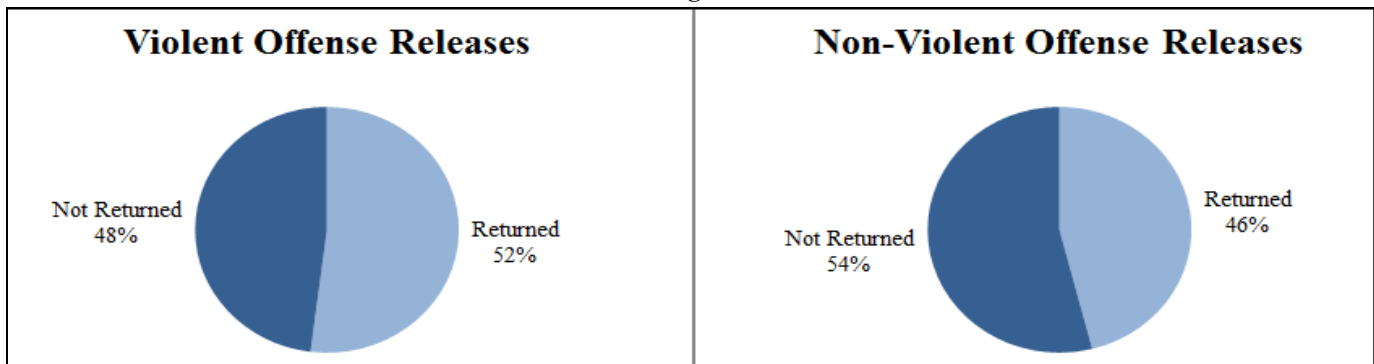 Violent Offense Releases
Not Returned
48%
Returned
52%
Non-Violent Offense Releases
Returned
46%
Not Returned
54%